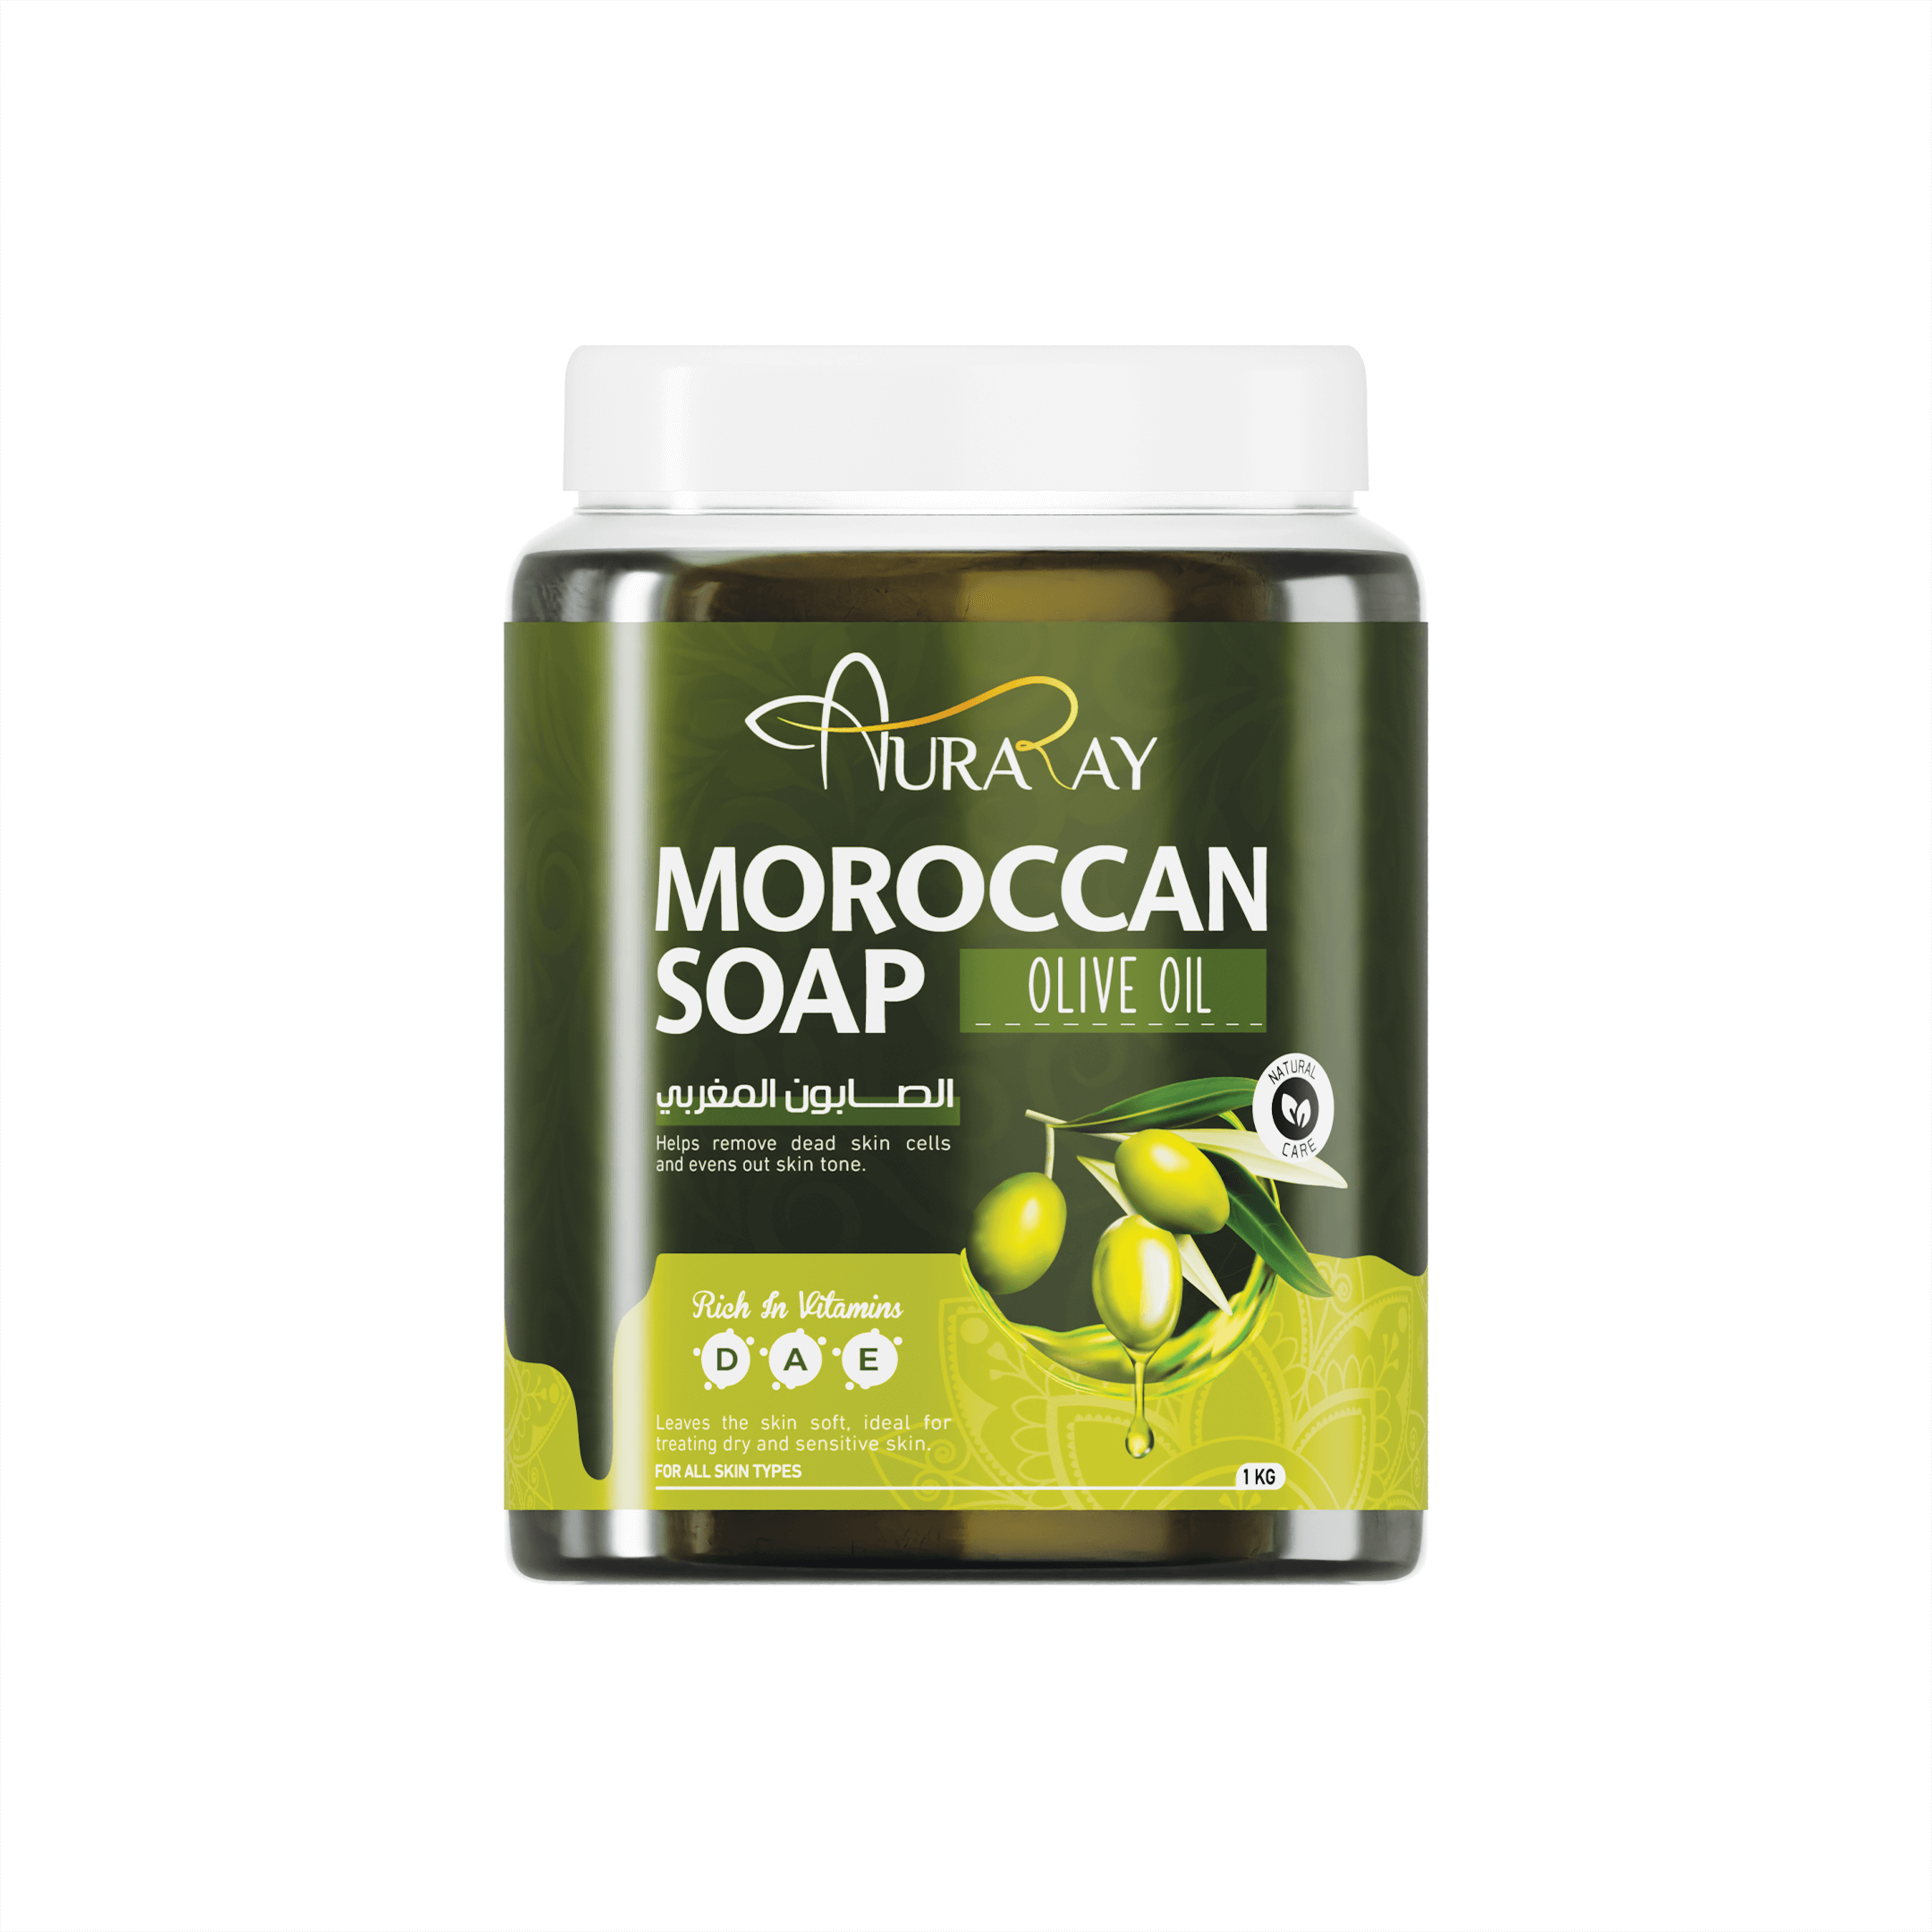 AURARAY
MOROCCAN
SOAP
OLIVE OIL
الصـــابون المغربي
Helps remove dead skin cells
and evens out skin tone.
NATURAL
CARE
Rich In Vitamins
D A E
Leaves the skin soft, ideal for
treating dry and sensitive skin.
FOR ALL SKIN TYPES
1 KG